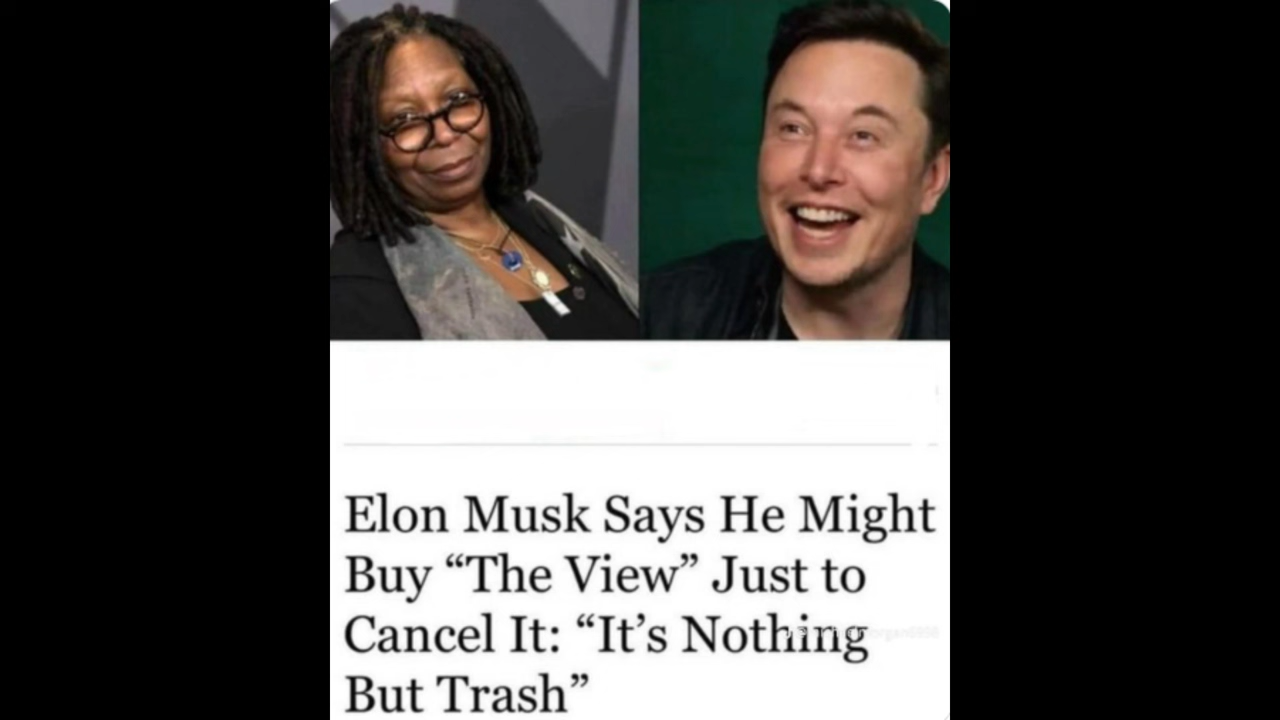 Elon Musk Says He Might
Buy “The View” Just to
Cancel It: “It’s Nothing
But Trash”